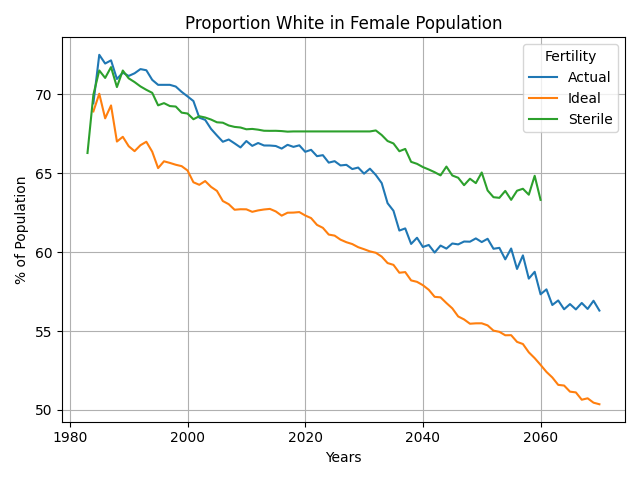 Proportion White in Female Population
Fertility
Actual
Ideal
Sterile
% of Population
70
65
60
55
50
1980
2000
2020
2040
2060
Years